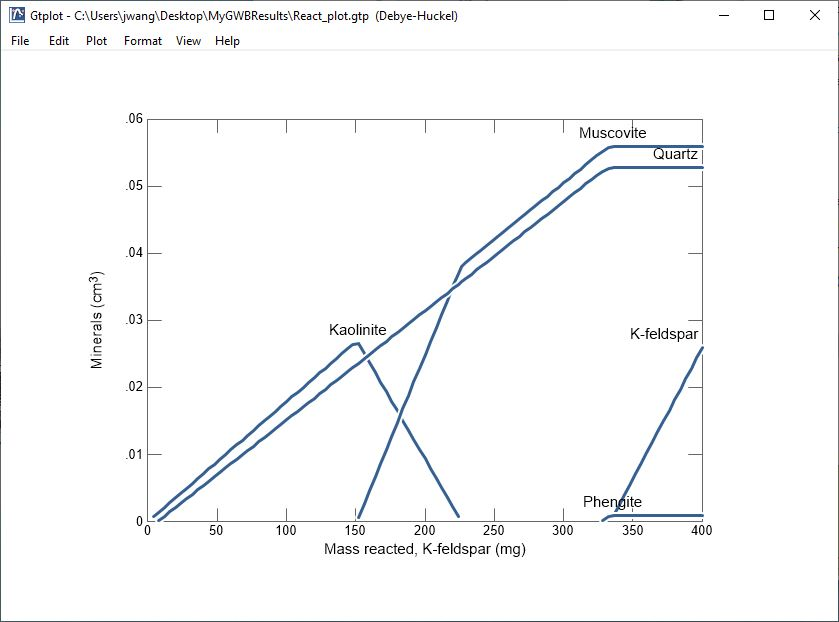 Gtplot - C:\Users\jwang\Desktop\MyGWBResults\React_plot.gtp  (Debye-Huckel)
File Edit Plot Format View Help
.06
Muscovite
Quartz
.05
.04
.03
Kaolinite
K-feldspar
Minerals (cm³)
.02
.01
Phengite
0
0 50 100 150 200 250 300 350 400
Mass reacted, K-feldspar (mg)